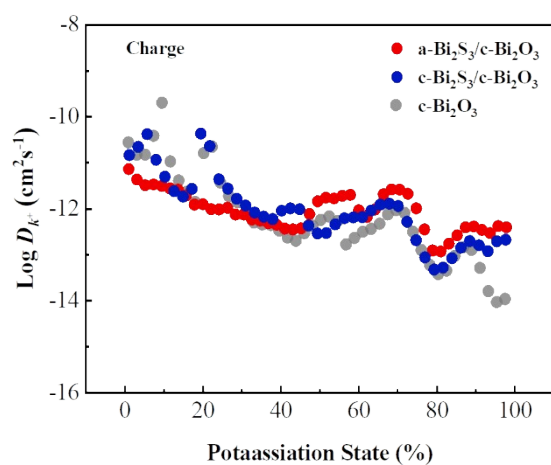 -8
-10
-12
-14
-16
Log Dₖ⁺ (cm²s⁻¹)
Charge
a-Bi₂S₃/c-Bi₂O₃
c-Bi₂S₃/c-Bi₂O₃
c-Bi₂O₃
0 20 40 60 80 100
Potaassiation State (%)